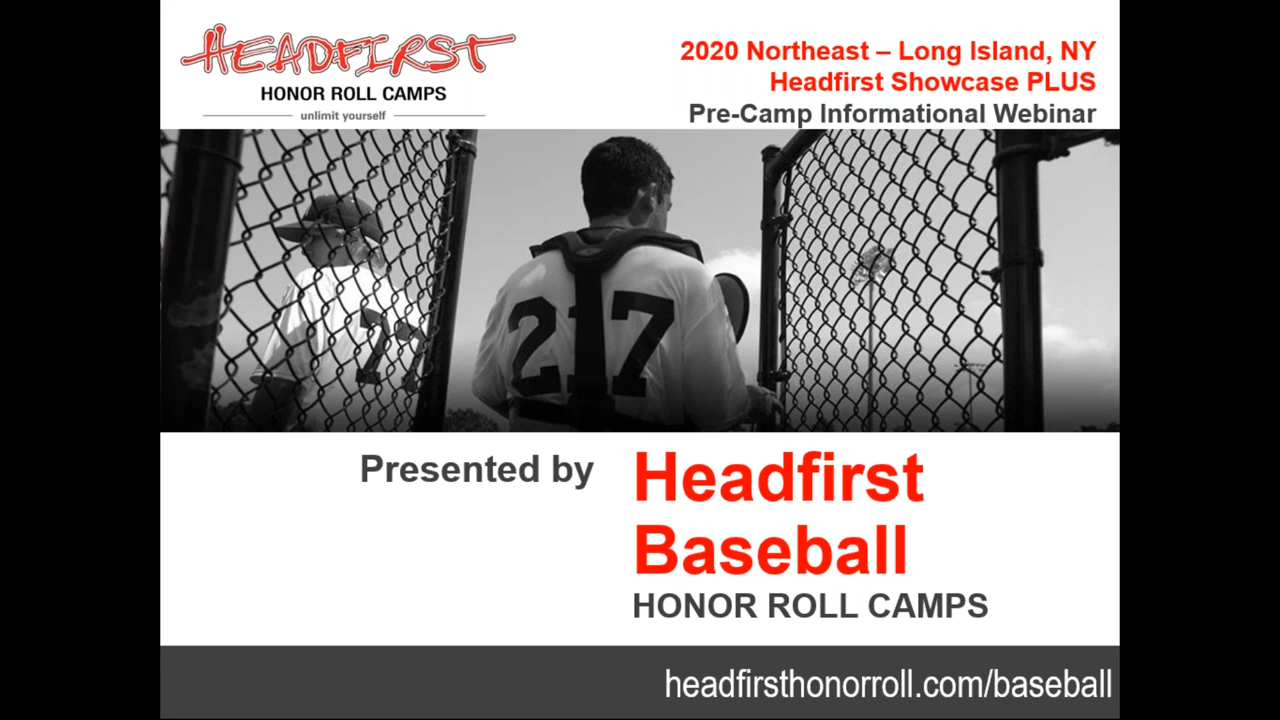 HEADFIRST
HONOR ROLL CAMPS
unlimit yourself
2020 Northeast – Long Island, NY
Headfirst Showcase PLUS
Pre-Camp Informational Webinar
77
217
Presented by
Headfirst
Baseball
HONOR ROLL CAMPS
headfirsthonorroll.com/baseball